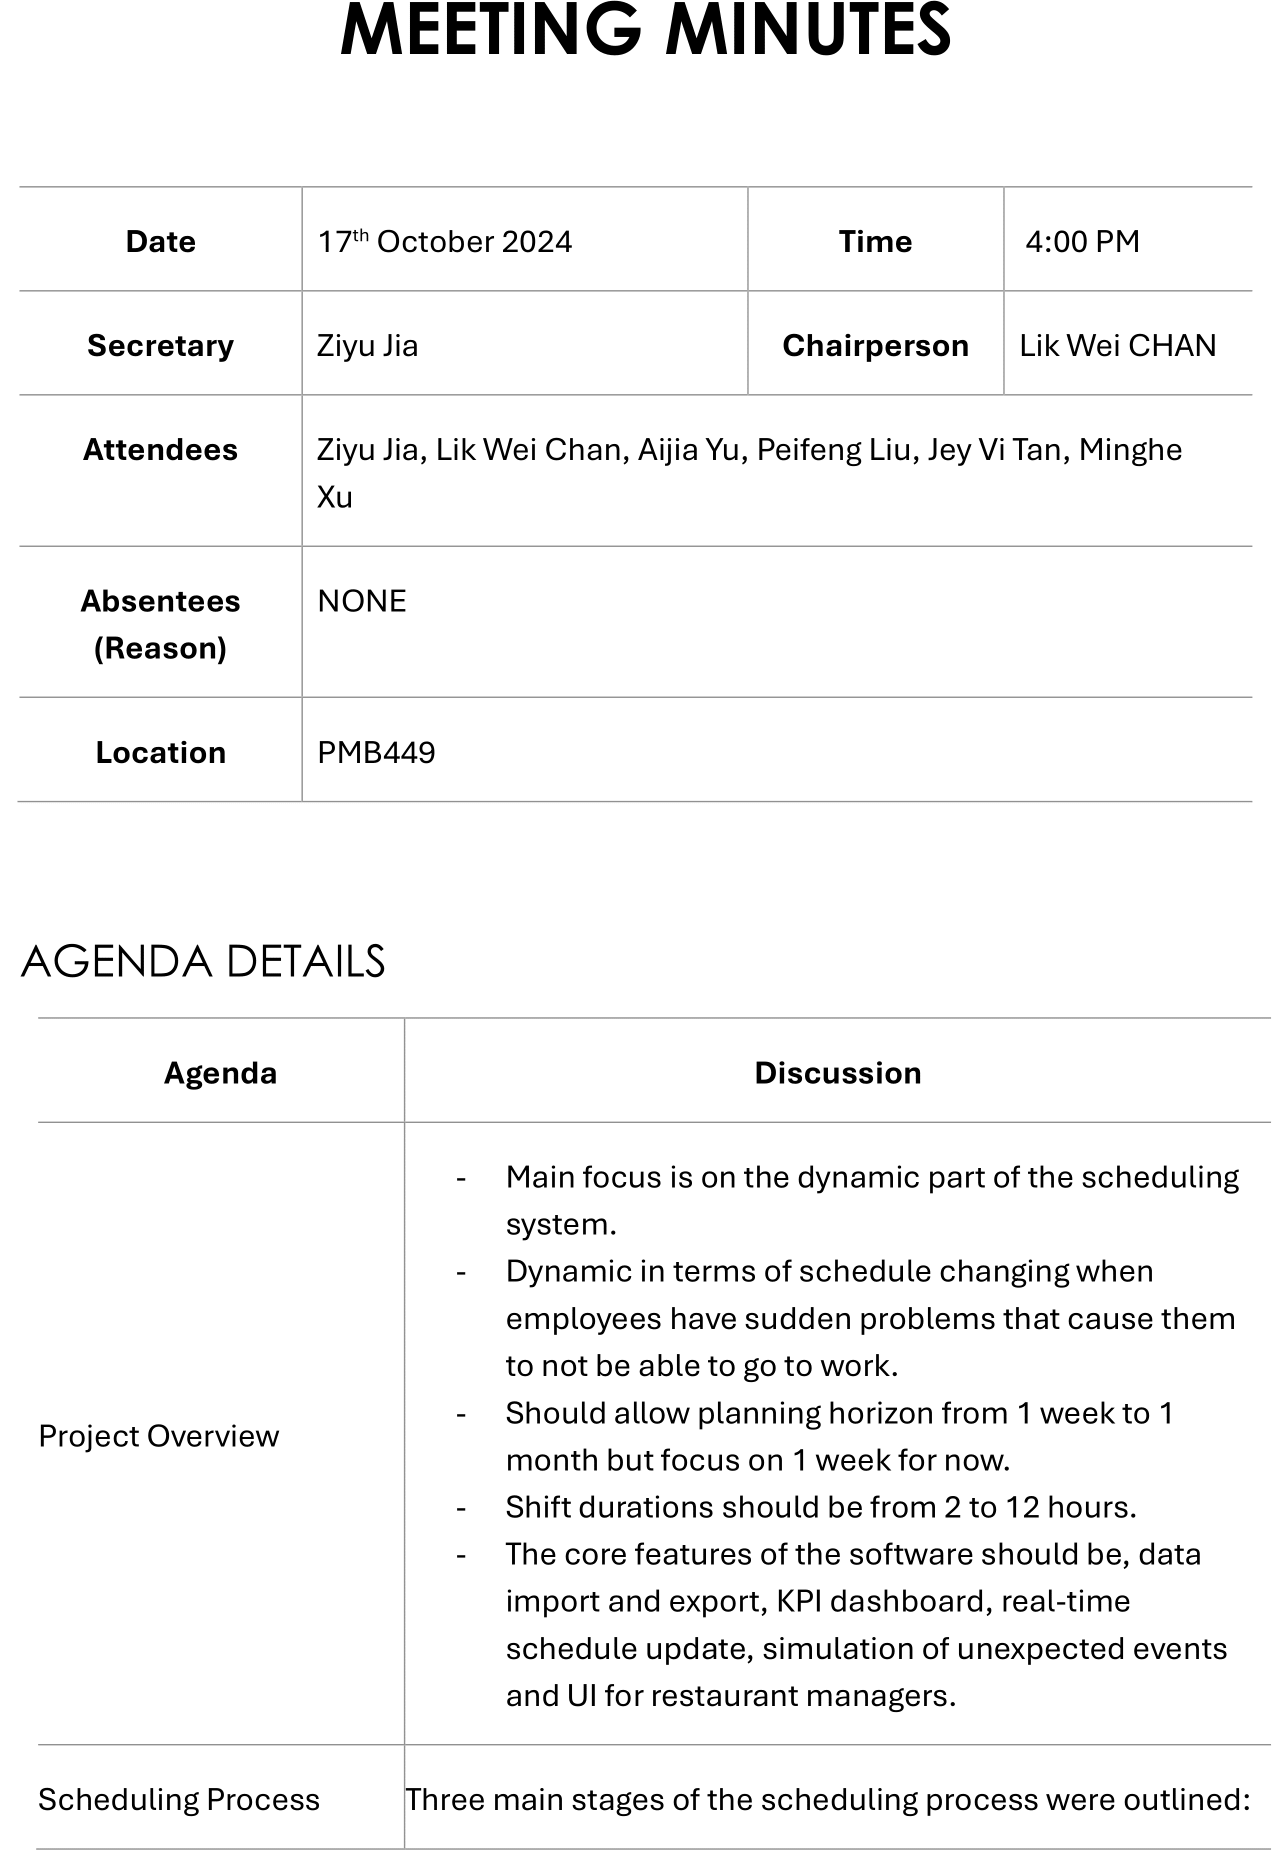 MEETING MINUTES
Date 17th October 2024 Time 4:00 PM
Secretary Ziyu Jia Chairperson Lik Wei CHAN
Attendees Ziyu Jia, Lik Wei Chan, Aijia Yu, Peifeng Liu, Jey Vi Tan, Minghe
Xu
Absentees NONE
(Reason)
Location PMB449
AGENDA DETAILS
Agenda Discussion
Project Overview
- Main focus is on the dynamic part of the scheduling
system.
- Dynamic in terms of schedule changing when
employees have sudden problems that cause them
to not be able to go to work.
- Should allow planning horizon from 1 week to 1
month but focus on 1 week for now.
- Shift durations should be from 2 to 12 hours.
- The core features of the software should be, data
import and export, KPI dashboard, real-time
schedule update, simulation of unexpected events
and UI for restaurant managers.
Scheduling Process Three main stages of the scheduling process were outlined: